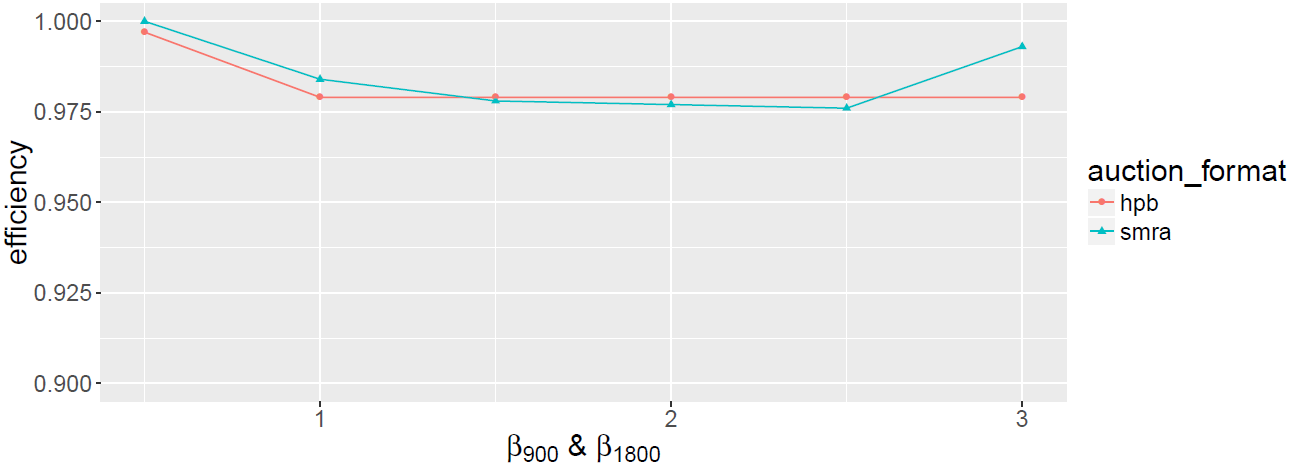 1.000
0.975
0.950
0.925
0.900
efficiency
1 2 3
β900 & β1800
auction_format
hpb
smra